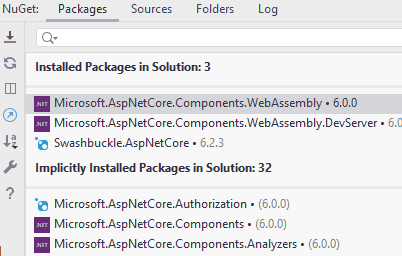 NuGet: Packages Sources Folders Log
Installed Packages in Solution: 3
.NET Microsoft.AspNetCore.Components.WebAssembly • 6.0.0
.NET Microsoft.AspNetCore.Components.WebAssembly.DevServer • 6.0
Swashbuckle.AspNetCore • 6.2.3
Implicitly Installed Packages in Solution: 32
Microsoft.AspNetCore.Authorization • (6.0.0)
.NET Microsoft.AspNetCore.Components • (6.0.0)
.NET Microsoft.AspNetCore.Components.Analyzers • (6.0.0)